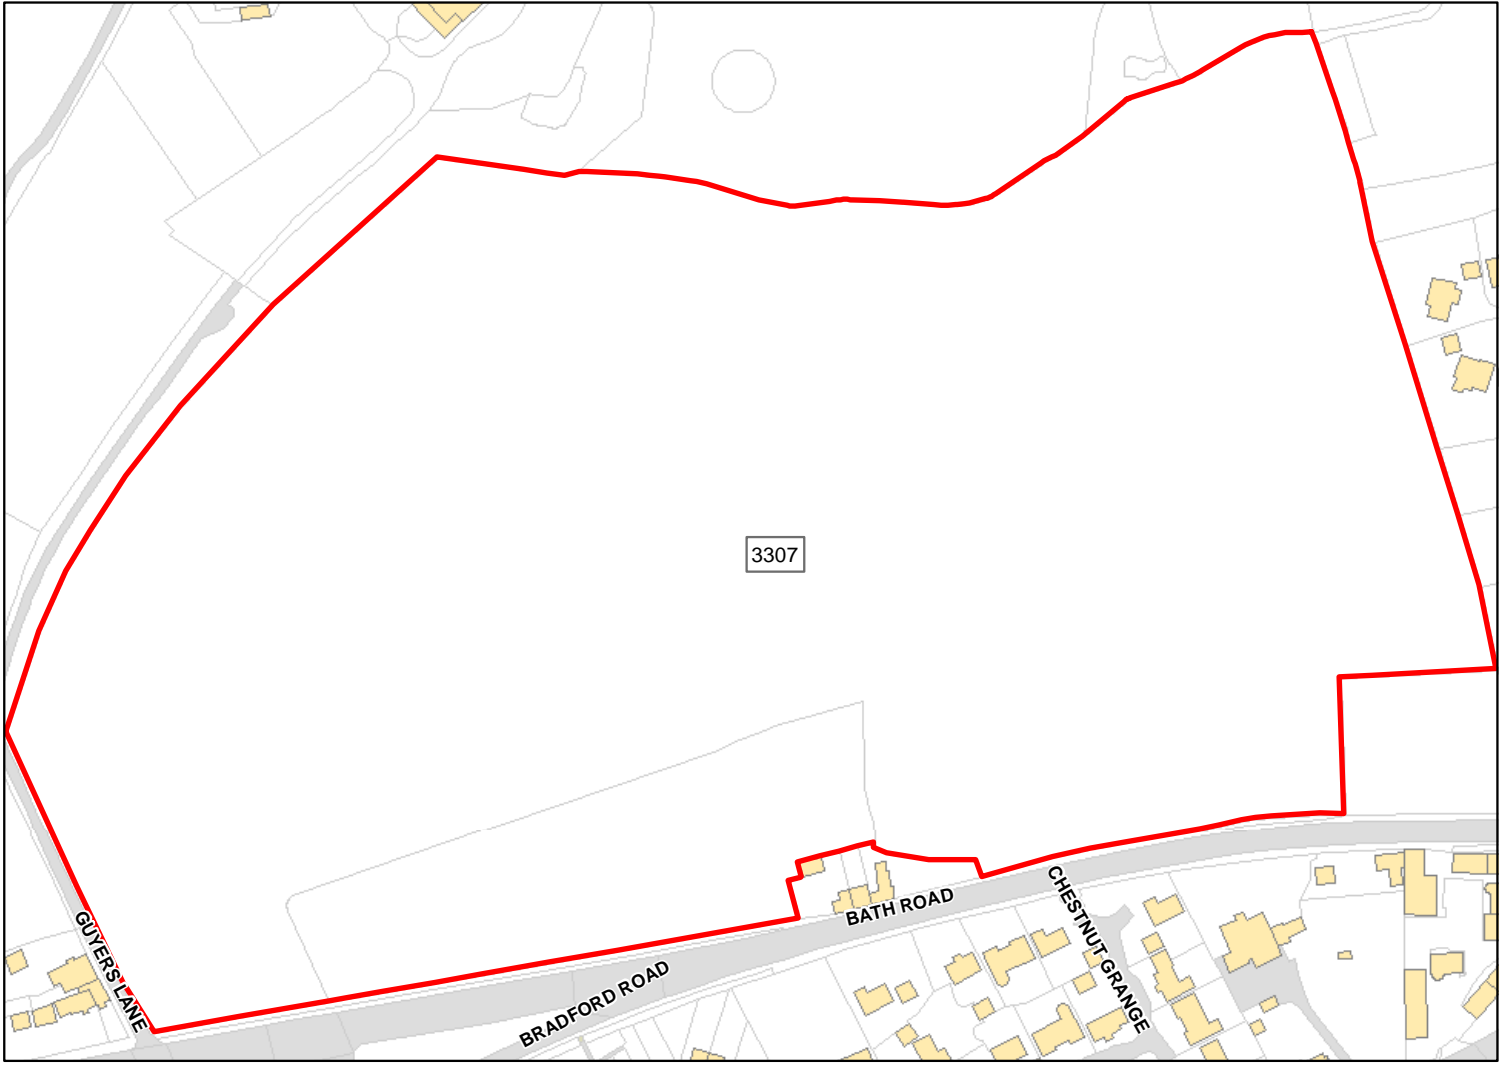 3307
BATH ROAD
CHESTNUT GRANGE
GUYERS LANE
BRADFORD ROAD